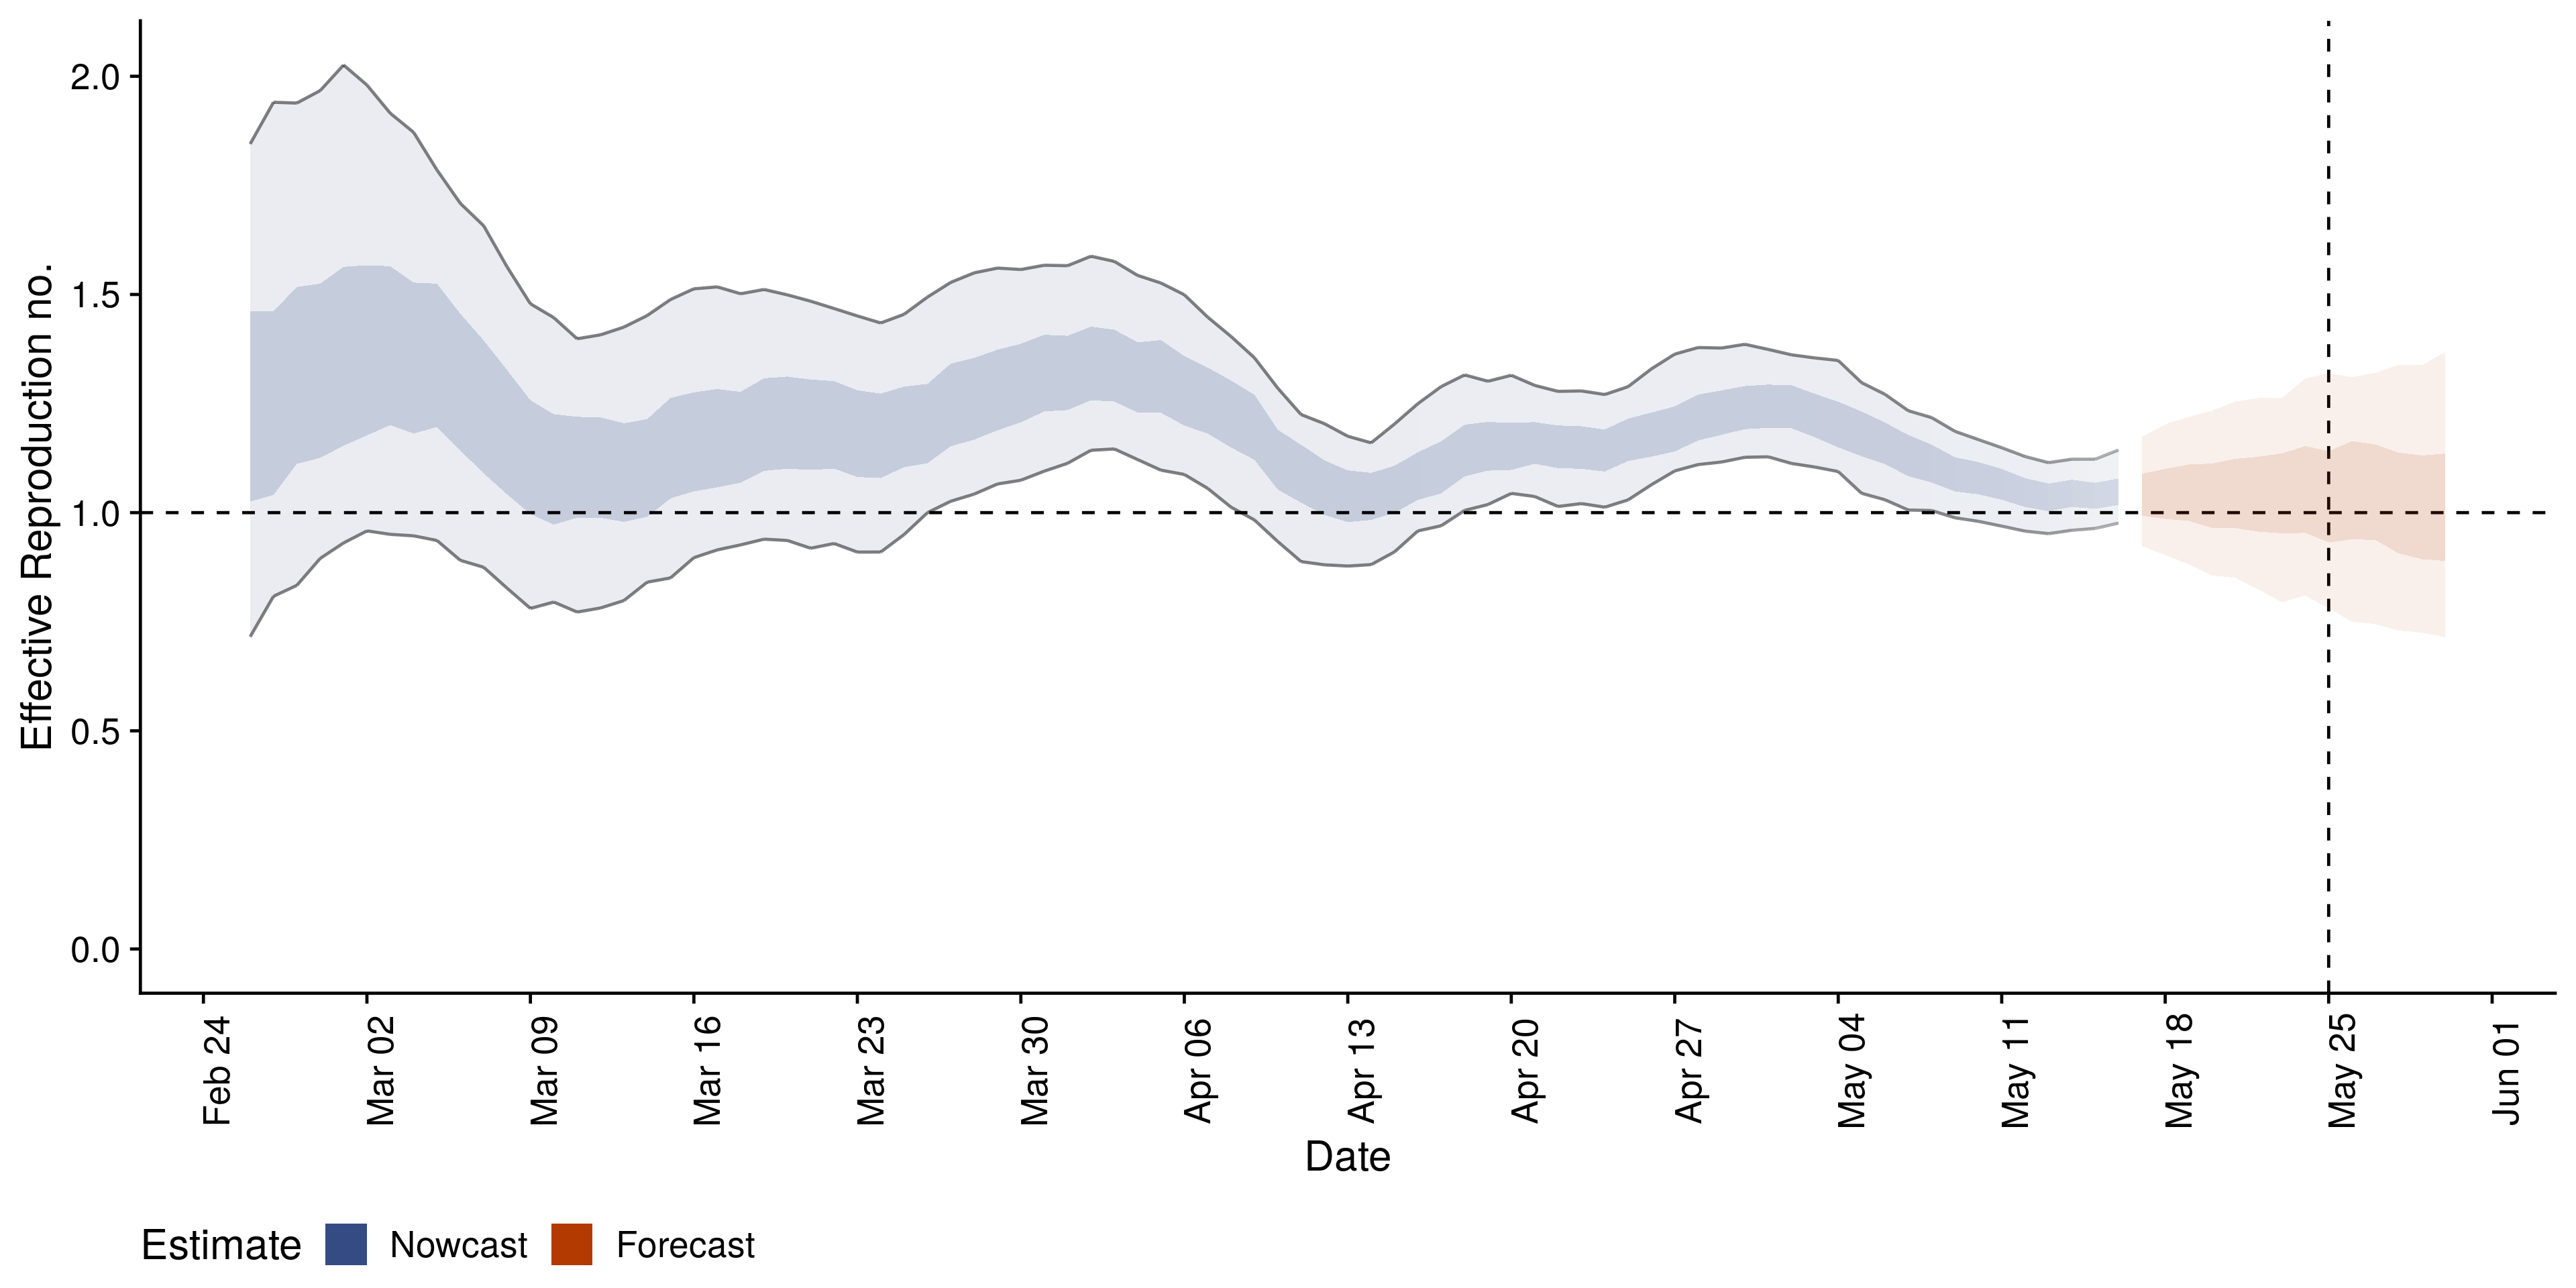 Effective Reproduction no.
2.0
1.5
1.0
0.5
0.0
Feb 24
Mar 02
Mar 09
Mar 16
Mar 23
Mar 30
Apr 06
Apr 13
Apr 20
Apr 27
May 04
May 11
May 18
May 25
Jun 01
Date
Estimate Nowcast Forecast